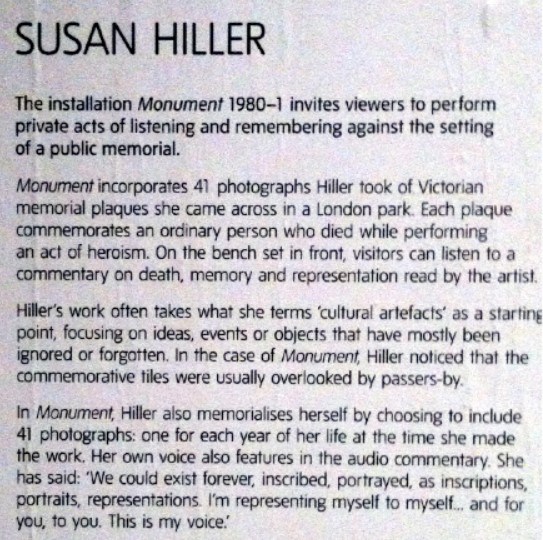 SUSAN HILLER
The installation Monument 1980–1 invites viewers to perform
private acts of listening and remembering against the setting
of a public memorial.
Monument incorporates 41 photographs Hiller took of Victorian
memorial plaques she came across in a London park. Each plaque
commemorates an ordinary person who died while performing
an act of heroism. On the bench set in front, visitors can listen to a
commentary on death, memory and representation read by the artist.
Hiller's work often takes what she terms 'cultural artefacts' as a starting
point, focusing on ideas, events or objects that have mostly been
ignored or forgotten. In the case of Monument, Hiller noticed that the
commemorative tiles were usually overlooked by passers-by.
In Monument, Hiller also memorialises herself by choosing to include
41 photographs: one for each year of her life at the time she made
the work. Her own voice also features in the audio commentary. She
has said: 'We could exist forever, inscribed, portrayed, as inscriptions,
portraits, representations. I'm representing myself to myself... and for
you, to you. This is my voice.'